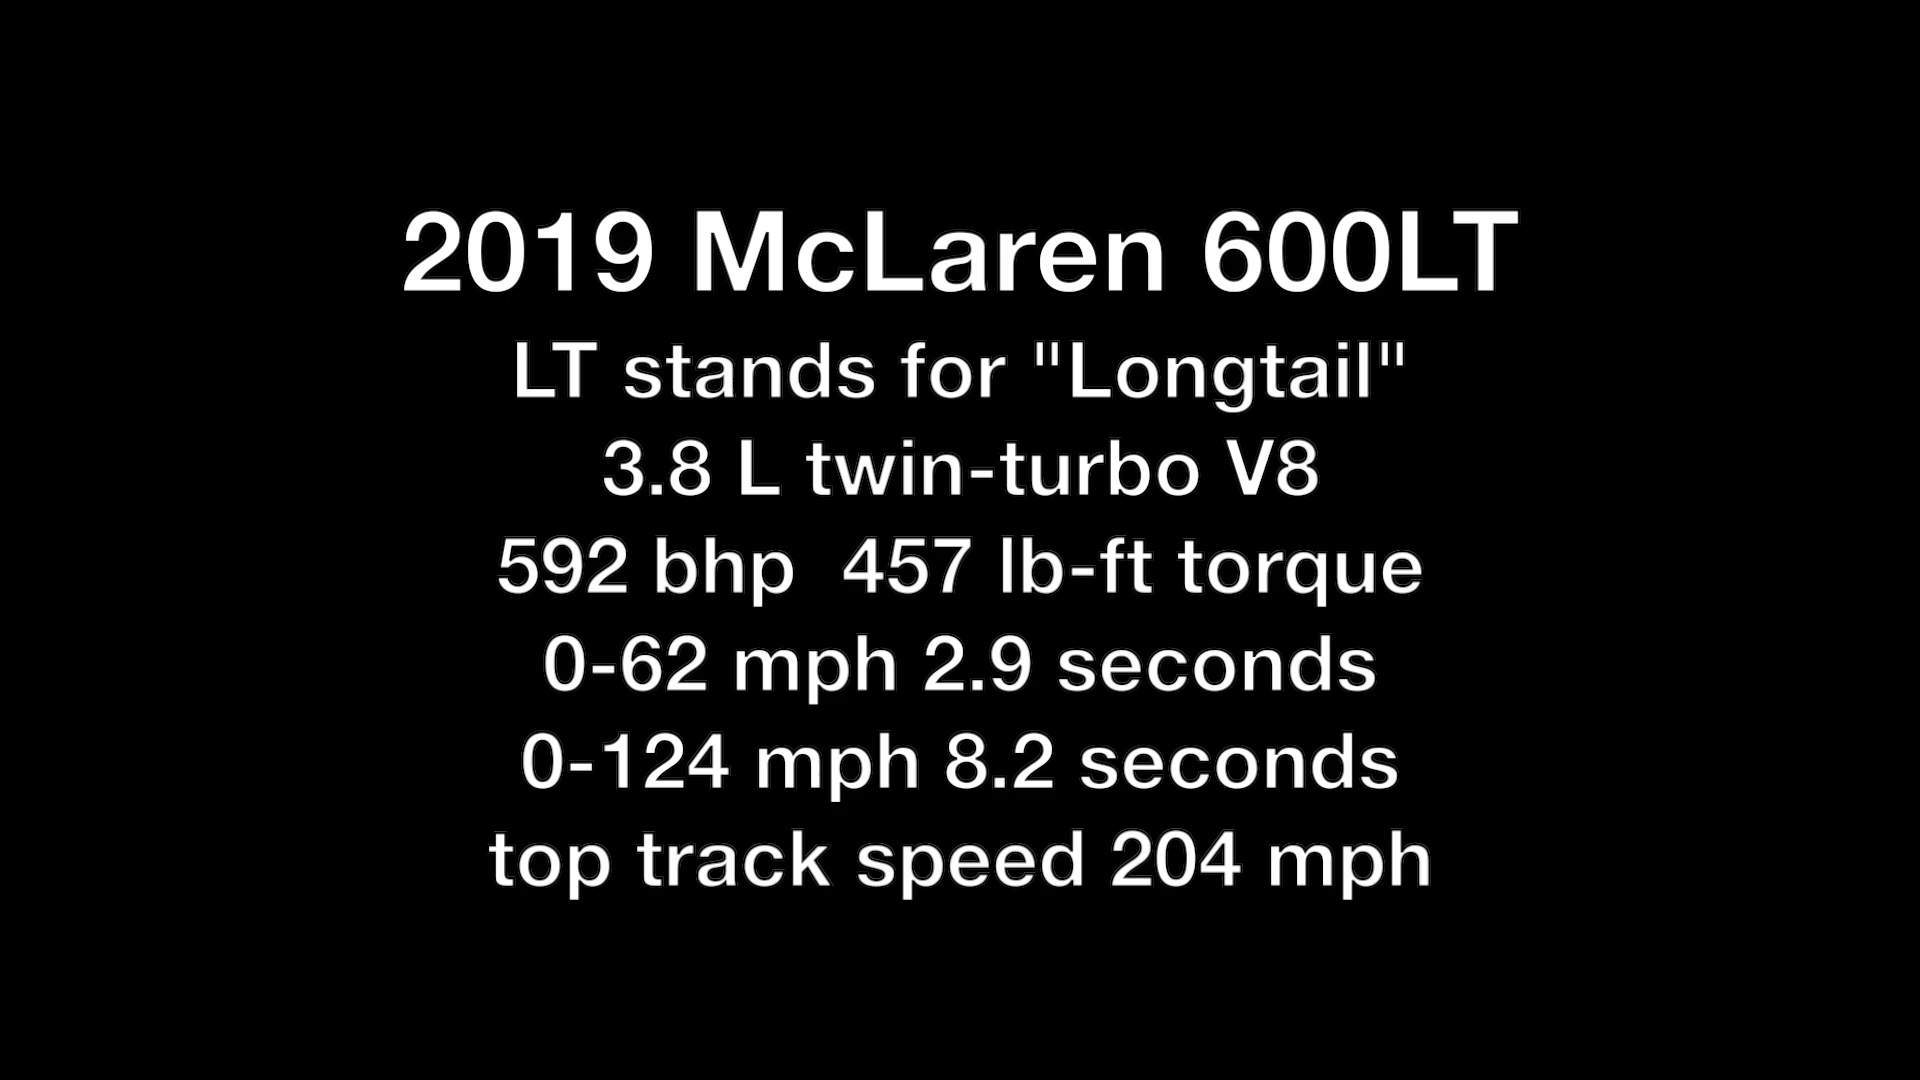 2019 McLaren 600LT
LT stands for "Longtail"
3.8 L twin-turbo V8
592 bhp  457 lb-ft torque
0-62 mph 2.9 seconds
0-124 mph 8.2 seconds
top track speed 204 mph